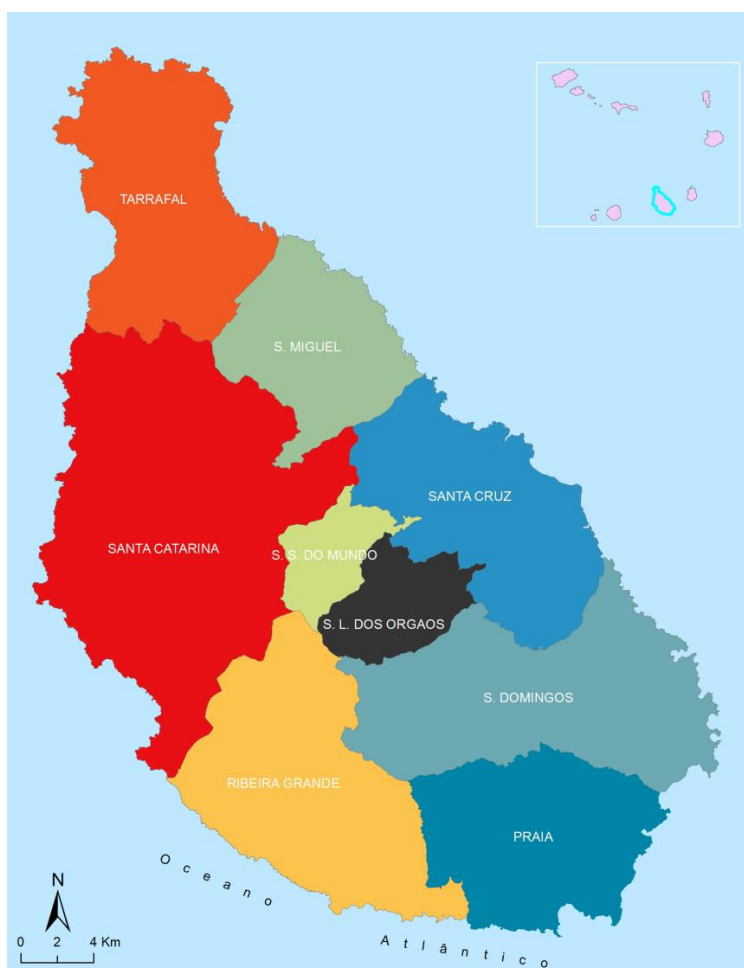 TARRAFAL
S. MIGUEL
SANTA CRUZ
SANTA CATARINA
S. S. DO MUNDO
S. L. DOS ORGAOS
S. DOMINGOS
RIBEIRA GRANDE
PRAIA
Oceano
Atlântico
N
0 2 4 Km